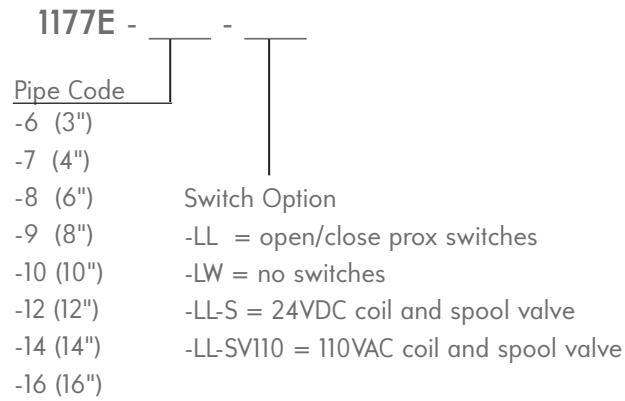 1177E - ____ - ____
Pipe Code
-6 (3")
-7 (4")
-8 (6")
-9 (8")
-10 (10")
-12 (12")
-14 (14")
-16 (16")
Switch Option
-LL = open/close prox switches
-LW = no switches
-LL-S = 24VDC coil and spool valve
-LL-SV110 = 110VAC coil and spool valve